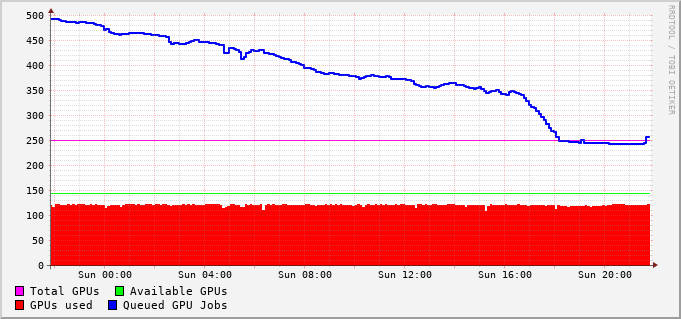 500
450
400
350
300
250
200
150
100
50
0
Sun 00:00 Sun 04:00 Sun 08:00 Sun 12:00 Sun 16:00 Sun 20:00
Total GPUs Available GPUs
GPUs used Queued GPU Jobs
RRDTOOL / TOBI OETIKER